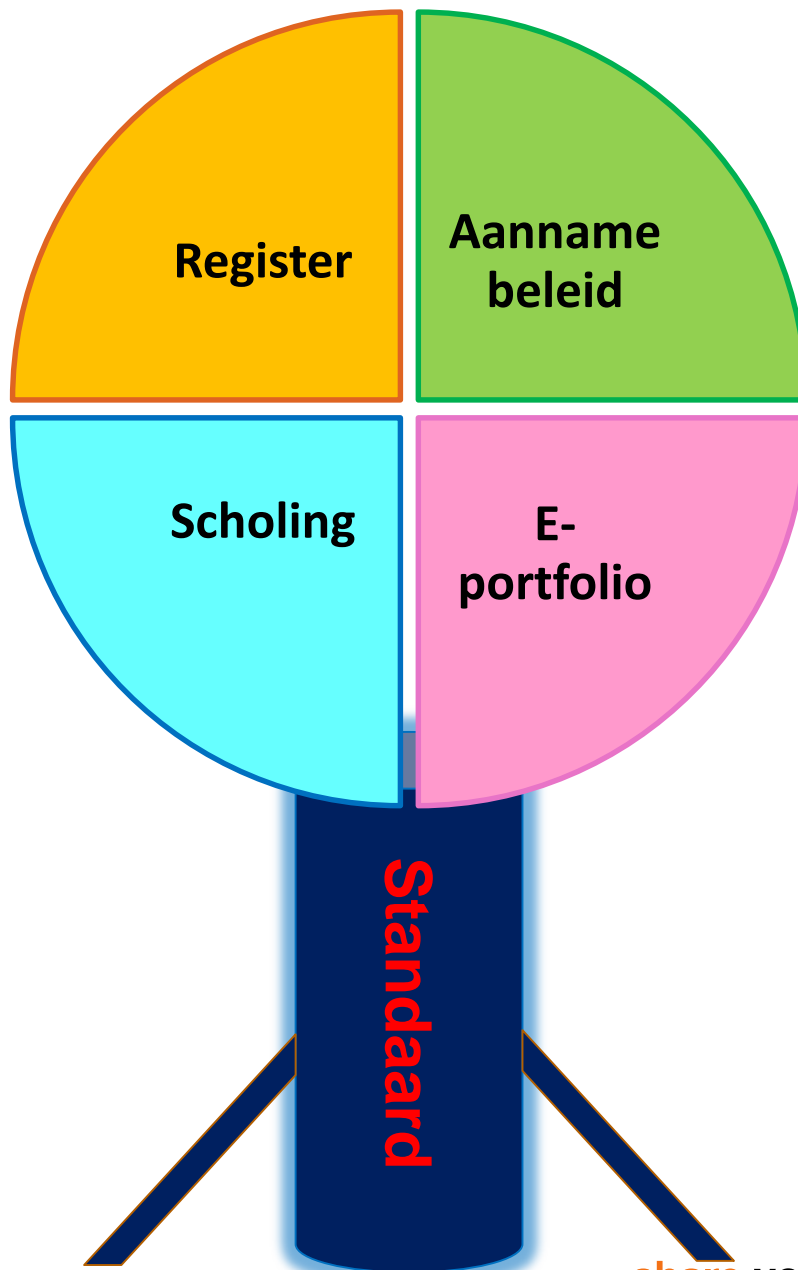 Register
Aanname
beleid
Scholing
E-
portfolio
Standaard